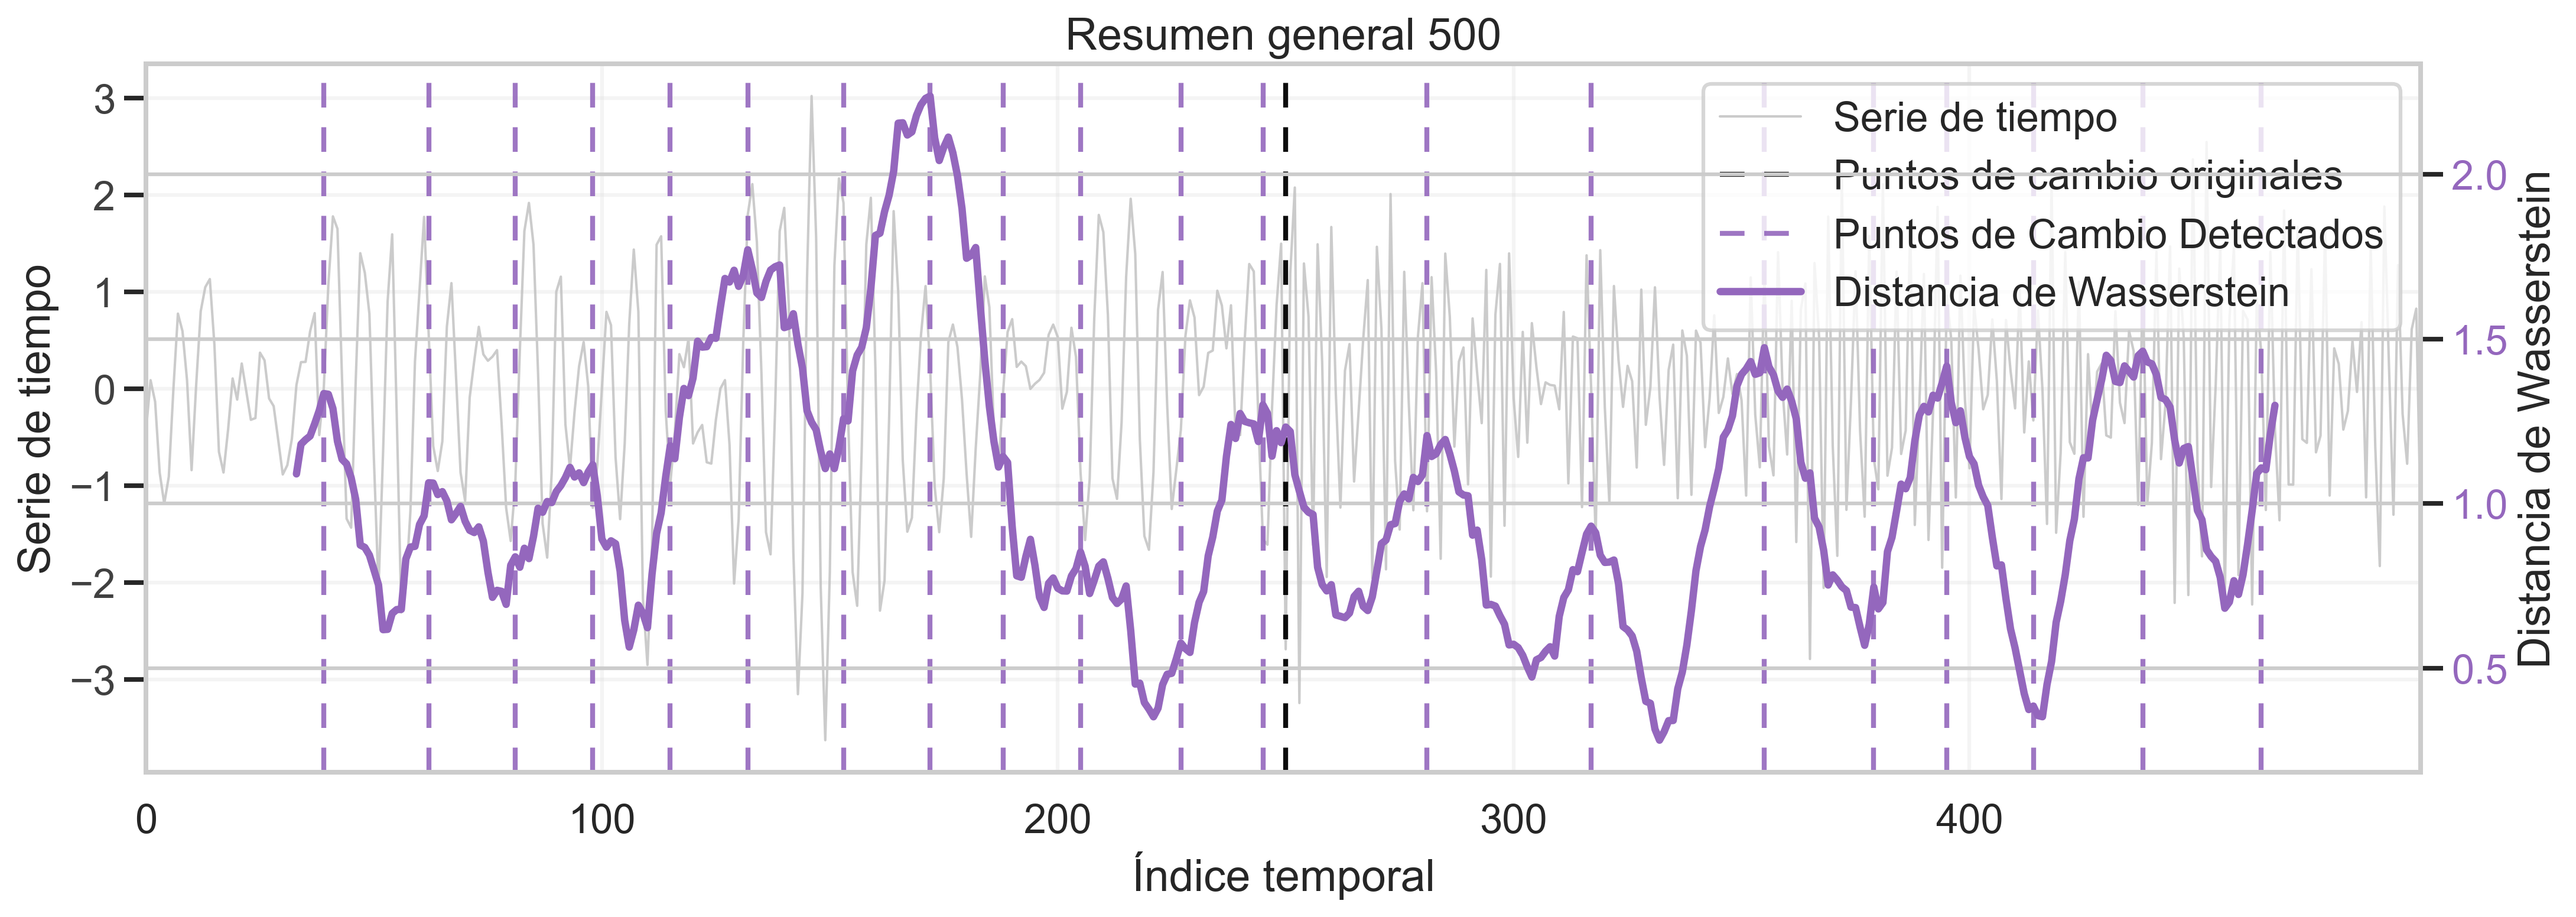 Resumen general 500
Serie de tiempo
3
2
1
0
−1
−2
−3
Serie de tiempo
Puntos de cambio originales
Puntos de Cambio Detectados
Distancia de Wasserstein
2.0
1.5
1.0
0.5
Distancia de Wasserstein
0 100 200 300 400
Índice temporal